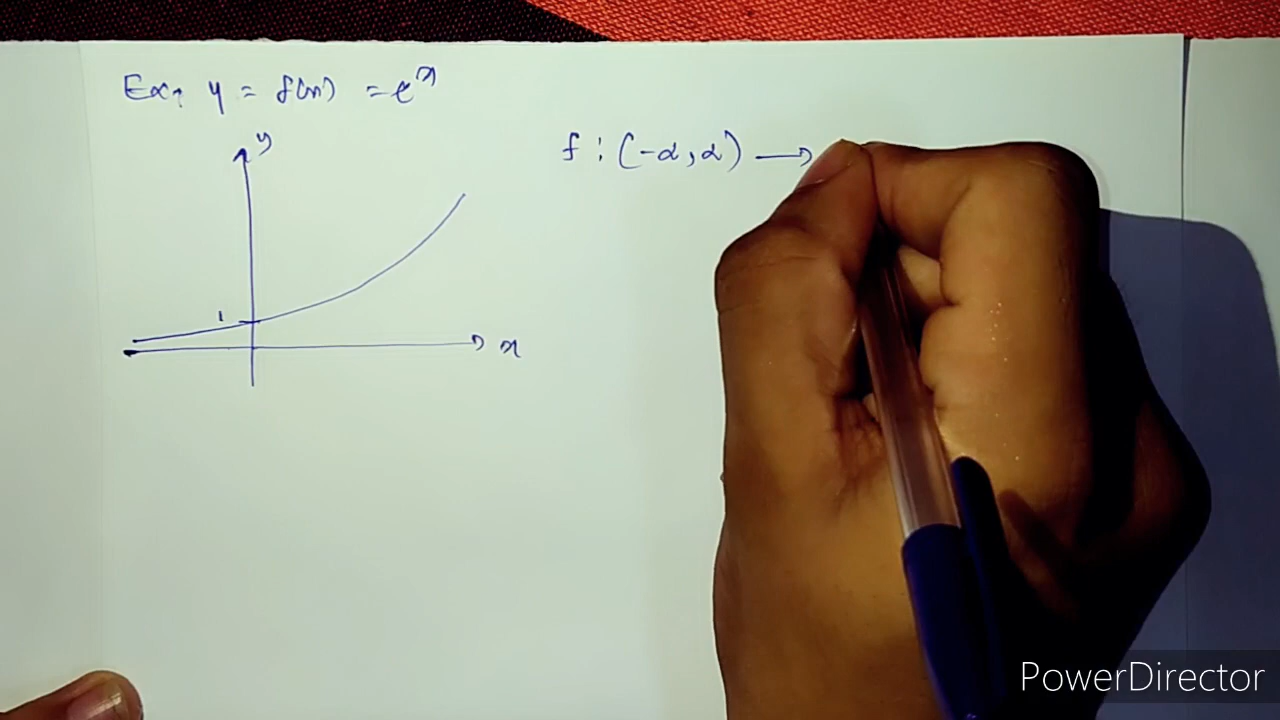 Ex: y = f(x) = e^x
f : (-∞, ∞) →
y
1
x
PowerDirector